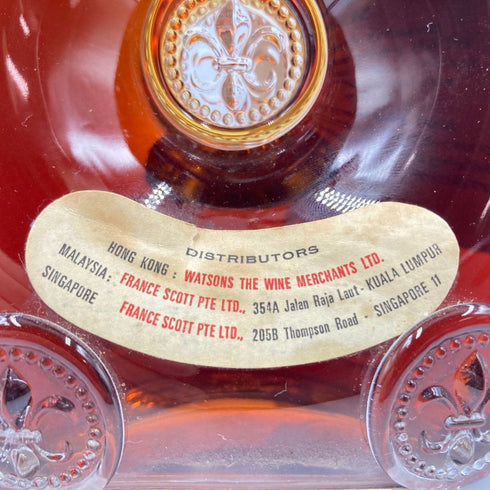 DISTRIBUTORS
HONG KONG : WATSONS THE WINE MERCHANTS LTD.
MALAYSIA : FRANCE SCOTT PTE LTD., 354A Jalan Raja Laut - KUALA LUMPUR
SINGAPORE FRANCE SCOTT PTE LTD., 205B Thompson Road - SINGAPORE 11